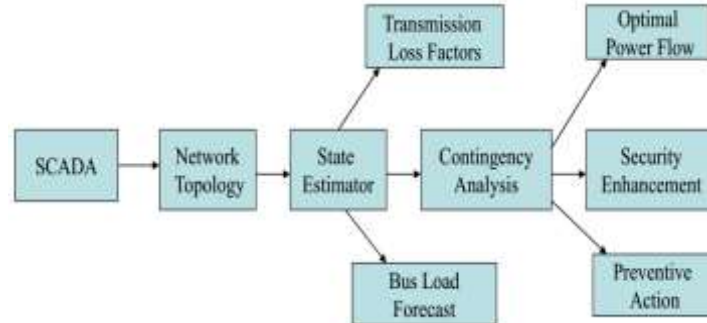 Transmission
Loss Factors
Optimal
Power Flow
SCADA
Network
Topology
State
Estimator
Contingency
Analysis
Security
Enhancement
Bus Load
Forecast
Preventive
Action